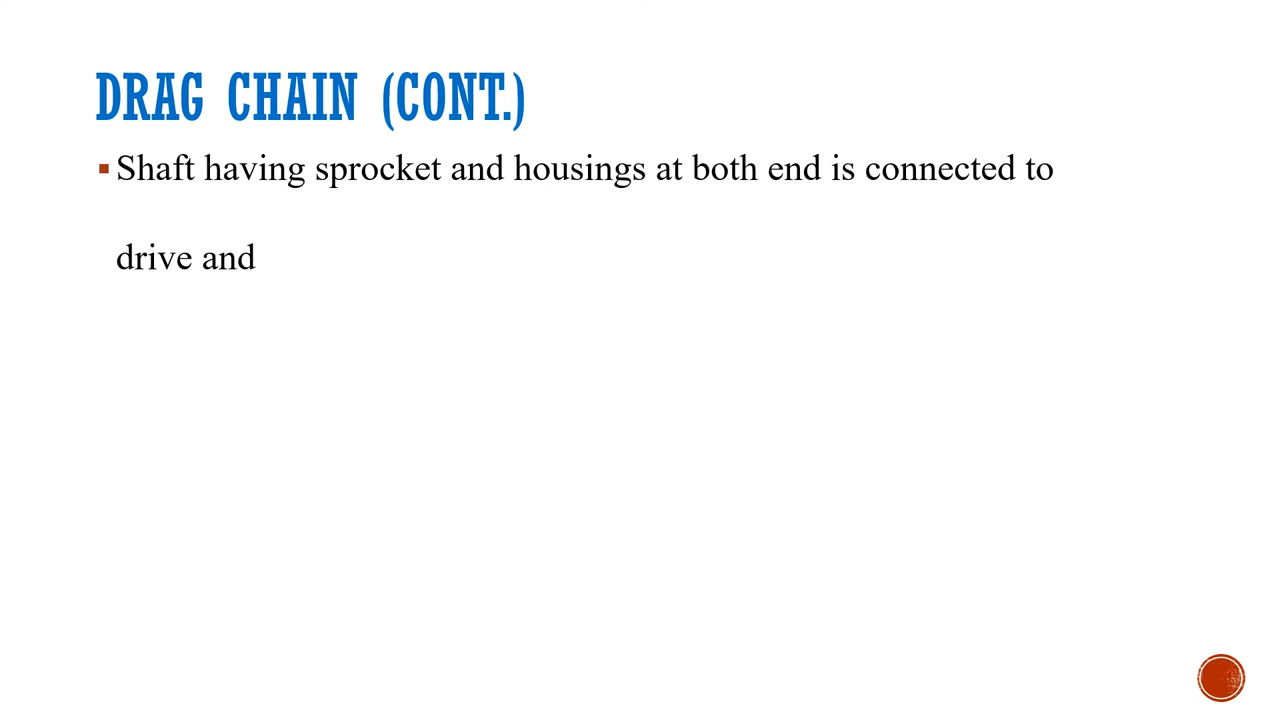 DRAG CHAIN (CONT.)
▪ Shaft having sprocket and housings at both end is connected to
drive and